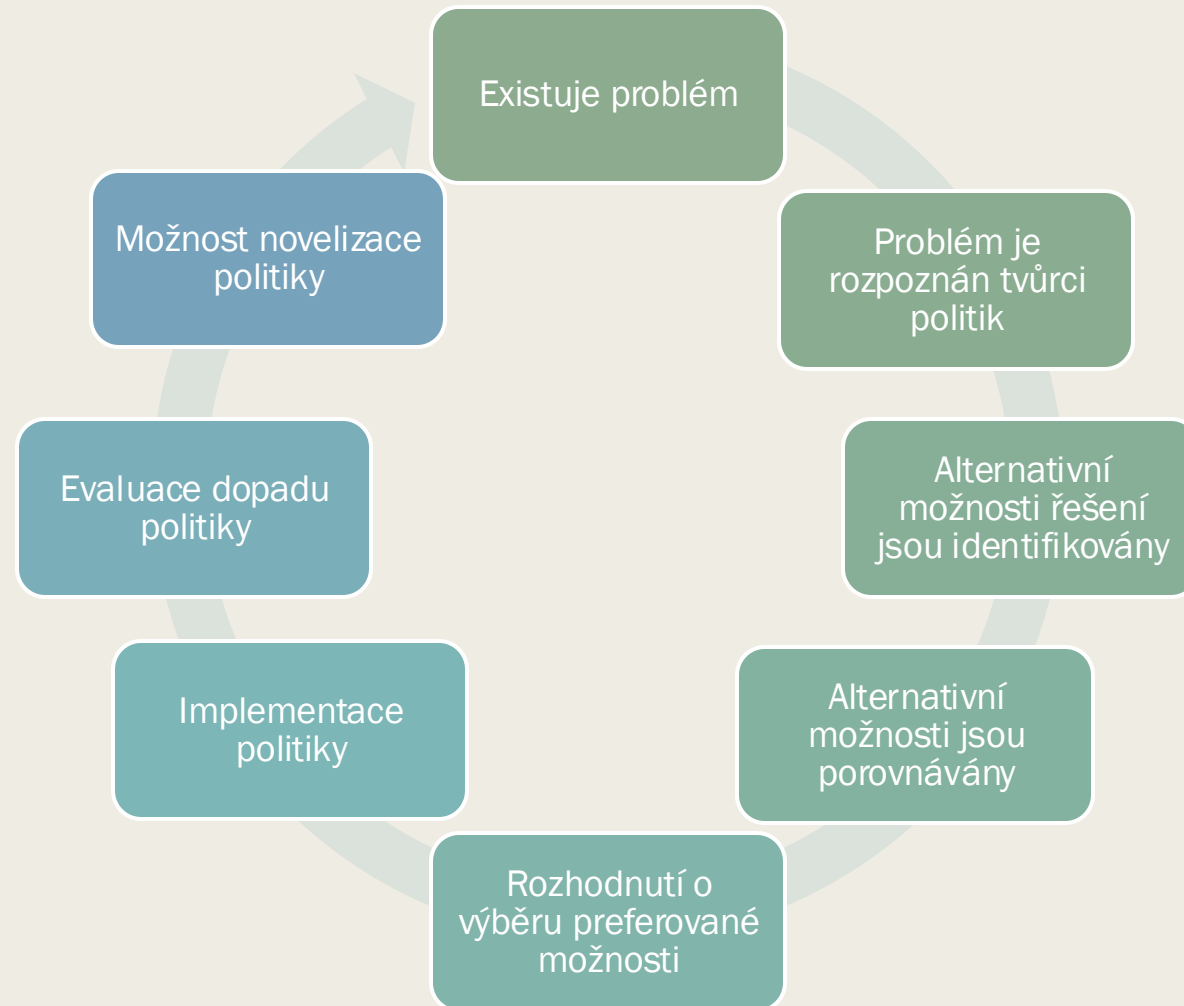 Existuje problém
Problém je
rozpoznán tvůrci
politik
Alternativní
možnosti řešení
jsou identifikovány
Alternativní
možnosti jsou
porovnávány
Rozhodnutí o
výběru preferované
možnosti
Implementace
politiky
Evaluace dopadu
politiky
Možnost novelizace
politiky